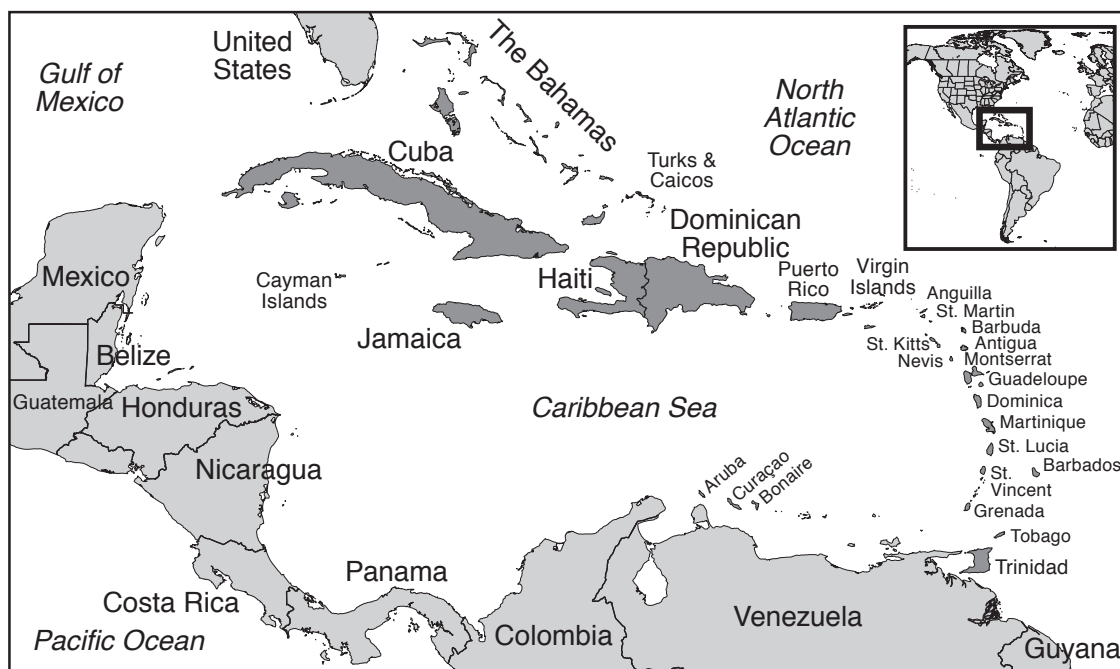 United
States
Gulf of
Mexico
The Bahamas
North
Atlantic
Ocean
Cuba
Turks &
Caicos
Dominican
Republic
Mexico
Cayman
Islands
Haiti
Puerto
Rico
Virgin
Islands
Anguilla
St. Martin
Jamaica
Barbuda
St. Kitts
Antigua
Nevis
Montserrat
Belize
Guadeloupe
Guatemala
Honduras
Caribbean Sea
Dominica
Martinique
St. Lucia
Nicaragua
Aruba
Curaçao
Bonaire
Barbados
St.
Vincent
Grenada
Tobago
Trinidad
Panama
Costa Rica
Venezuela
Pacific Ocean
Colombia
Guyana